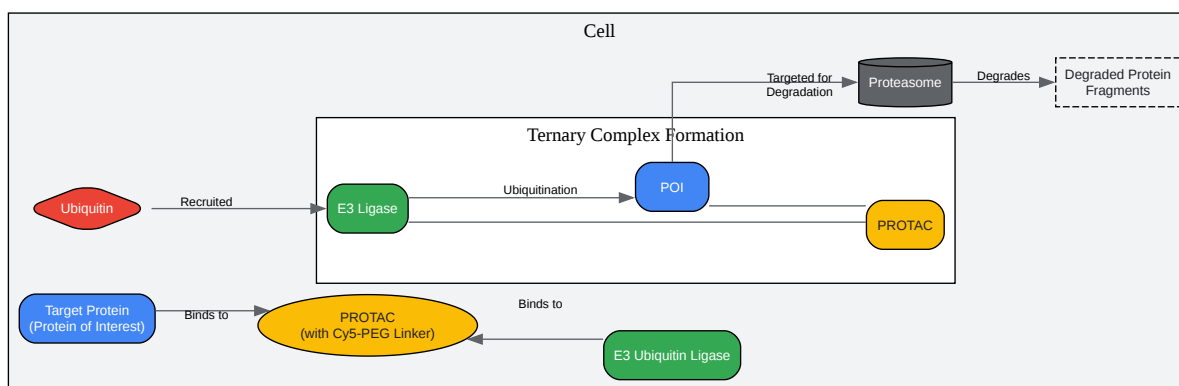 Cell
Targeted for
Degradation
Proteasome
Degrades
Degraded Protein
Fragments
Ternary Complex Formation
Ubiquitin
Recruited
E3 Ligase
Ubiquitination
POI
PROTAC
Target Protein
(Protein of Interest)
Binds to
PROTAC
(with Cy5-PEG Linker)
Binds to
E3 Ubiquitin Ligase